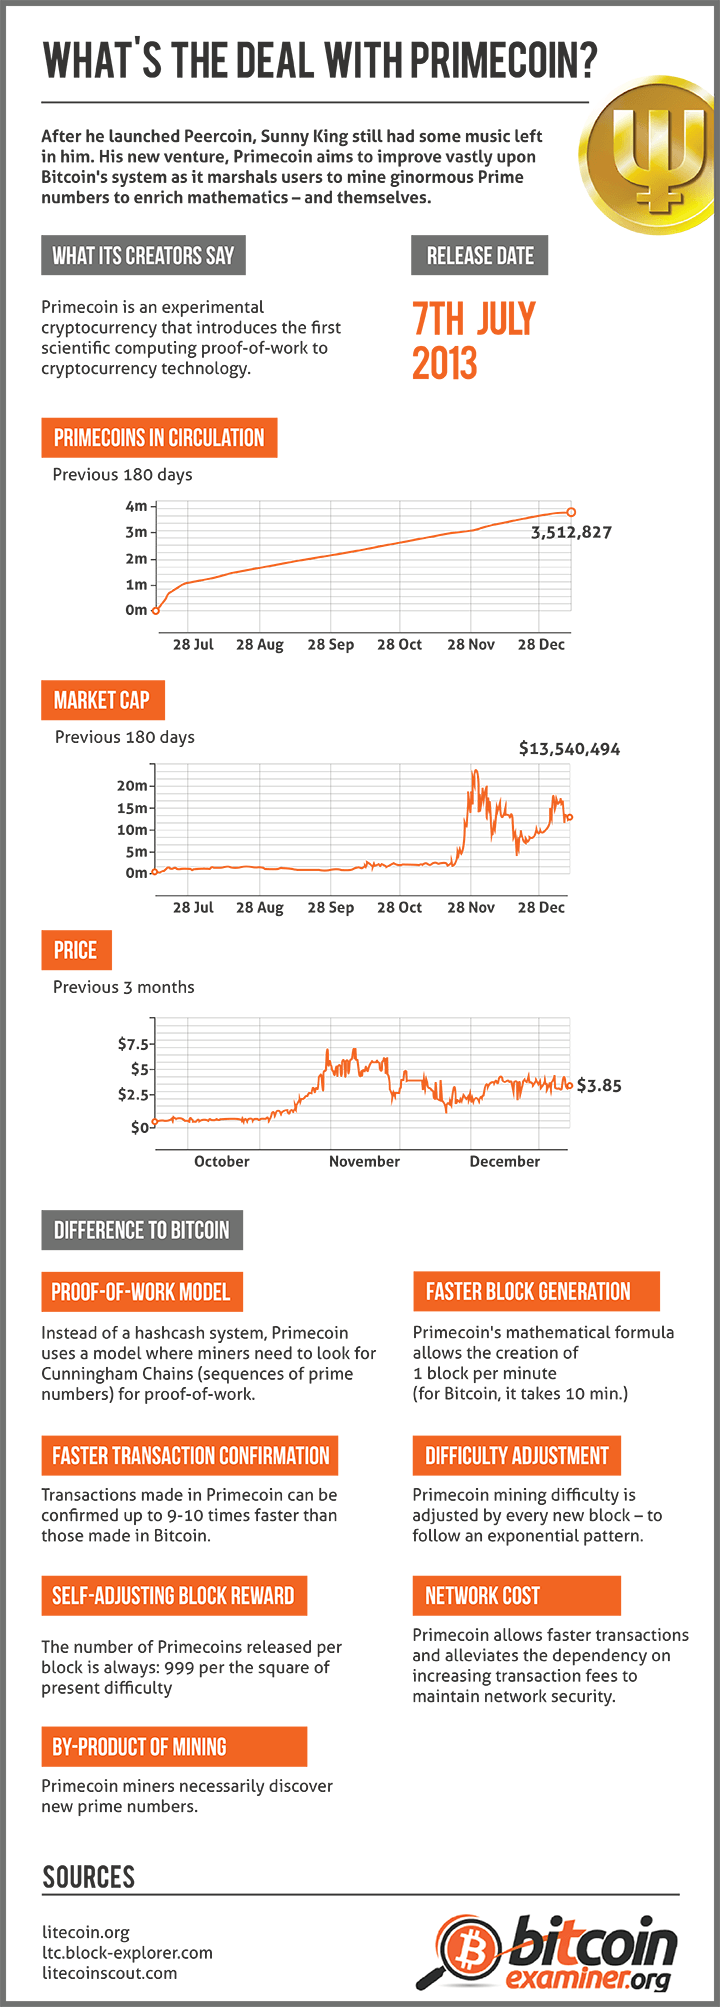 WHAT'S THE DEAL WITH PRIMECOIN?
After he launched Peercoin, Sunny King still had some music left
in him. His new venture, Primecoin aims to improve vastly upon
Bitcoin's system as it marshals users to mine ginormous Prime
numbers to enrich mathematics – and themselves.
WHAT ITS CREATORS SAY
Primecoin is an experimental
cryptocurrency that introduces the first
scientific computing proof-of-work to
cryptocurrency technology.
RELEASE DATE
7TH JULY
2013
PRIMECOINS IN CIRCULATION
Previous 180 days
4m
3m
2m
1m
0m
3,512,827
28 Jul 28 Aug 28 Sep 28 Oct 28 Nov 28 Dec
MARKET CAP
Previous 180 days
$13,540,494
20m
15m
10m
5m
0m
28 Jul 28 Aug 28 Sep 28 Oct 28 Nov 28 Dec
PRICE
Previous 3 months
$7.5
$5
$2.5
$0
$3.85
October November December
DIFFERENCE TO BITCOIN
PROOF-OF-WORK MODEL
Instead of a hashcash system, Primecoin
uses a model where miners need to look for
Cunningham Chains (sequences of prime
numbers) for proof-of-work.
FASTER BLOCK GENERATION
Primecoin's mathematical formula
allows the creation of
1 block per minute
(for Bitcoin, it takes 10 min.)
FASTER TRANSACTION CONFIRMATION
Transactions made in Primecoin can be
confirmed up to 9-10 times faster than
those made in Bitcoin.
DIFFICULTY ADJUSTMENT
Primecoin mining difficulty is
adjusted by every new block – to
follow an exponential pattern.
SELF-ADJUSTING BLOCK REWARD
The number of Primecoins released per
block is always: 999 per the square of
present difficulty
NETWORK COST
Primecoin allows faster transactions
and alleviates the dependency on
increasing transaction fees to
maintain network security.
BY-PRODUCT OF MINING
Primecoin miners necessarily discover
new prime numbers.
SOURCES
litecoin.org
ltc.block-explorer.com
litecoinscout.com
bitcoin
examiner.org